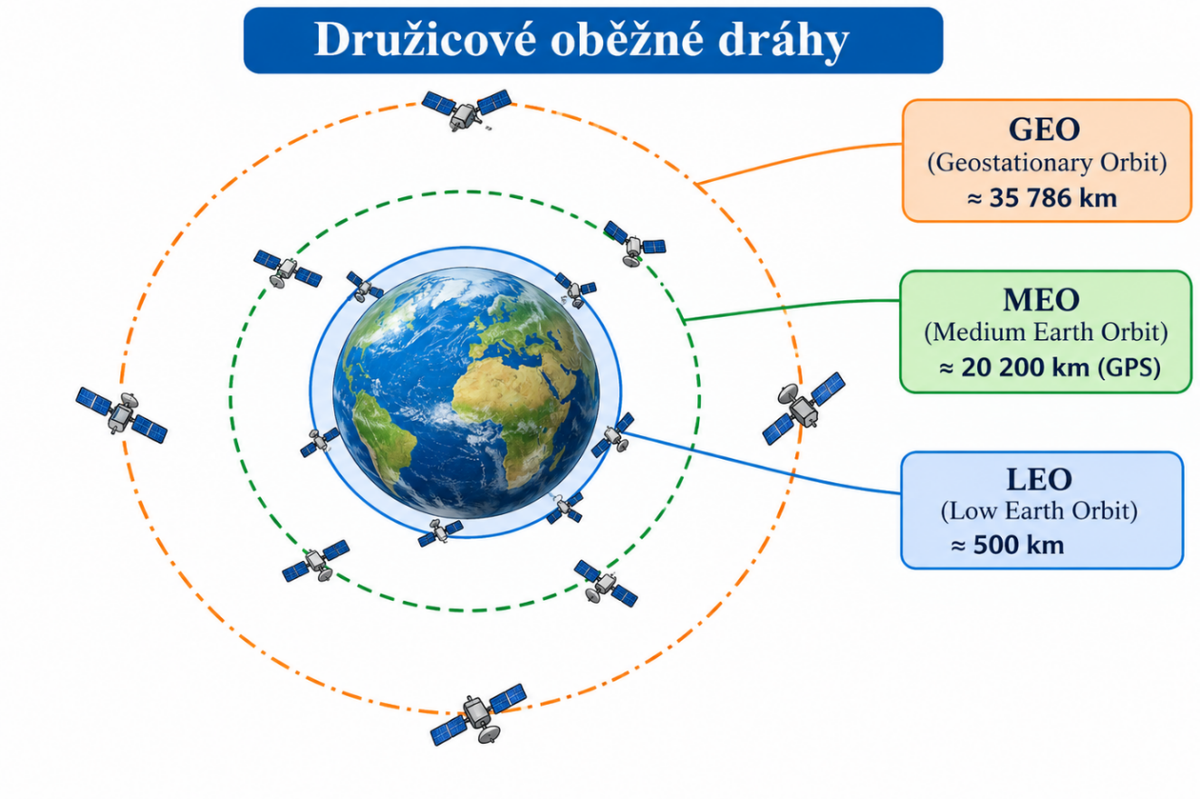 Družicové oběžné dráhy
GEO
(Geostationary Orbit)
≈ 35 786 km
MEO
(Medium Earth Orbit)
≈ 20 200 km (GPS)
LEO
(Low Earth Orbit)
≈ 500 km